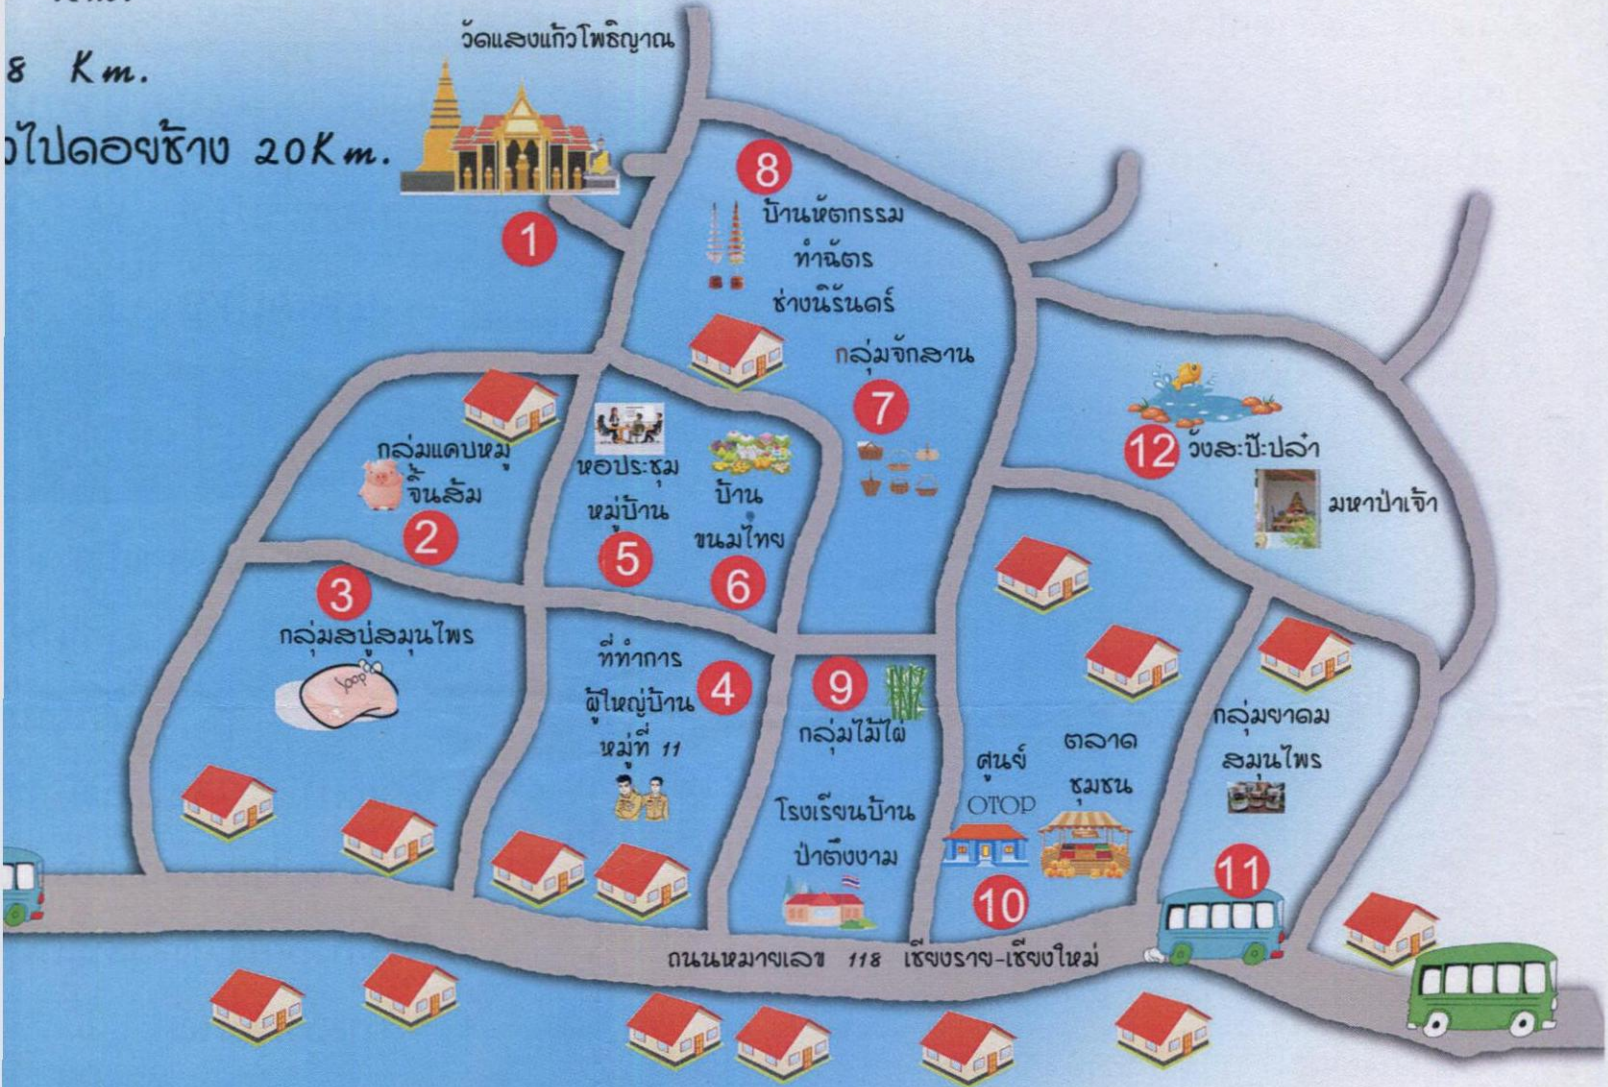 8 Km.
ไปดอยช้าง 20Km.
วัดแสงแก้วโพธิญาณ
1
8
บ้านหัตกรรม
ทำฉัตร
ช่างนิรันดร์
กลุ่มจักสาน
7
กลุ่มแคบหมู
จิ้นส้ม
2
หอประชุม
หมู่บ้าน
5
บ้าน
ขนมไทย
6
12
วังสะป๊ะปล๋า
มหาป่าเจ้า
3
กลุ่มสบู่สมุนไพร
soop
ที่ทำการ
ผู้ใหญ่บ้าน
หมู่ที่ 11
4
9
กลุ่มไม้ไผ่
โรงเรียนบ้าน
ป่าตึงงาม
ศูนย์
OTOP
ตลาด
ชุมชน
10
กลุ่มยาดม
สมุนไพร
11
ถนนหมายเลข 118 เชียงราย-เชียงใหม่